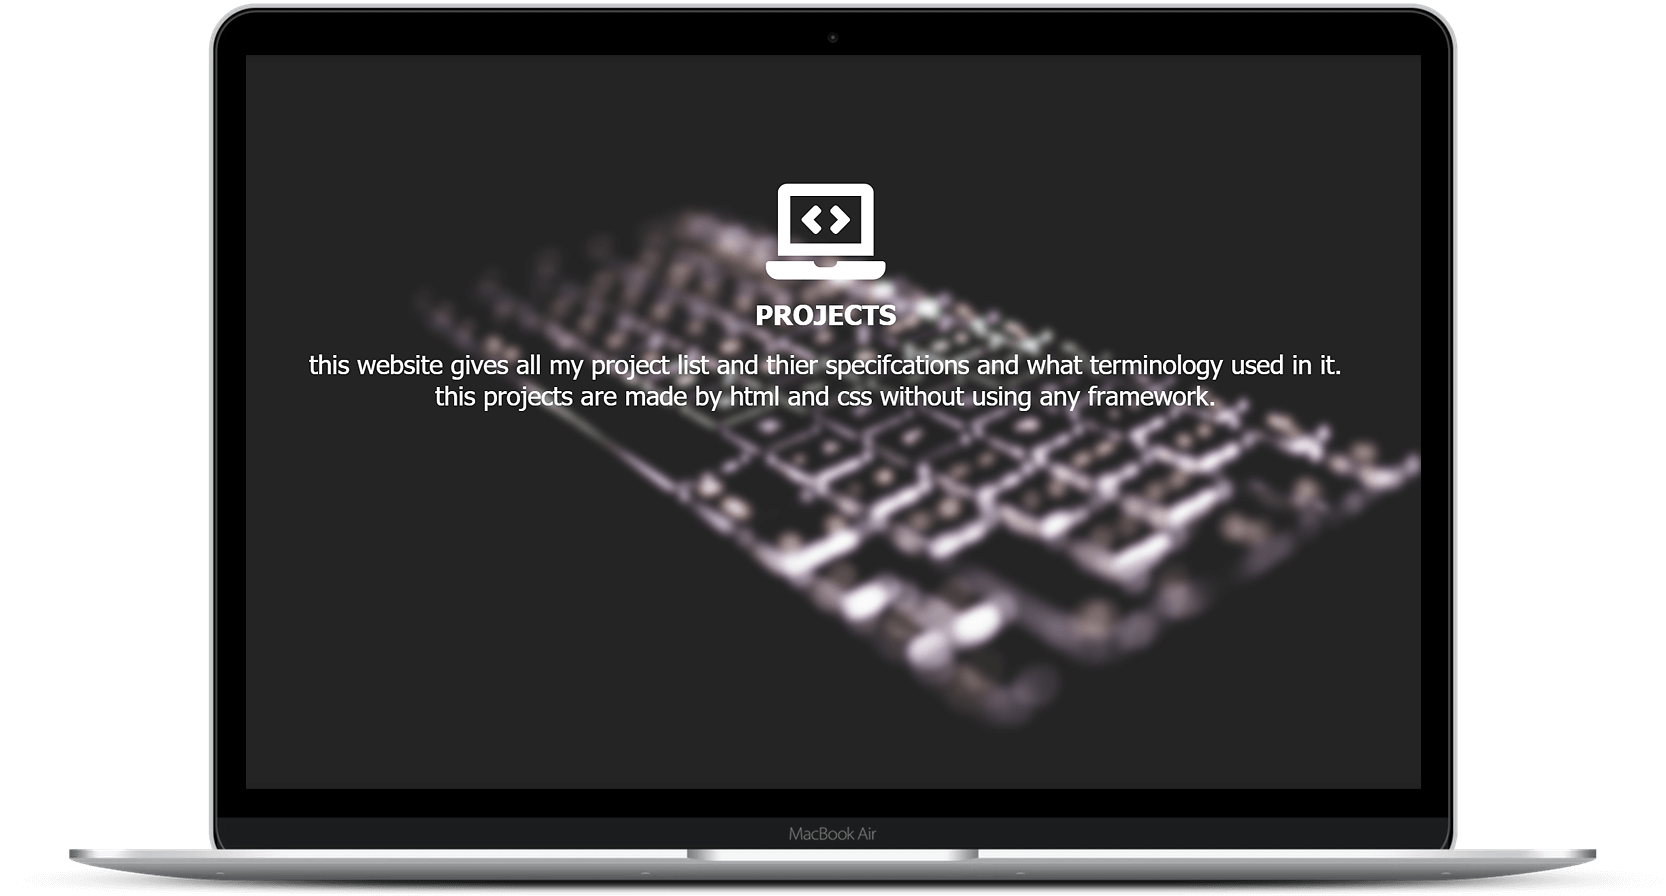 PROJECTS
this website gives all my project list and thier specifcations and what terminology used in it.
this projects are made by html and css without using any framework.
MacBook Air